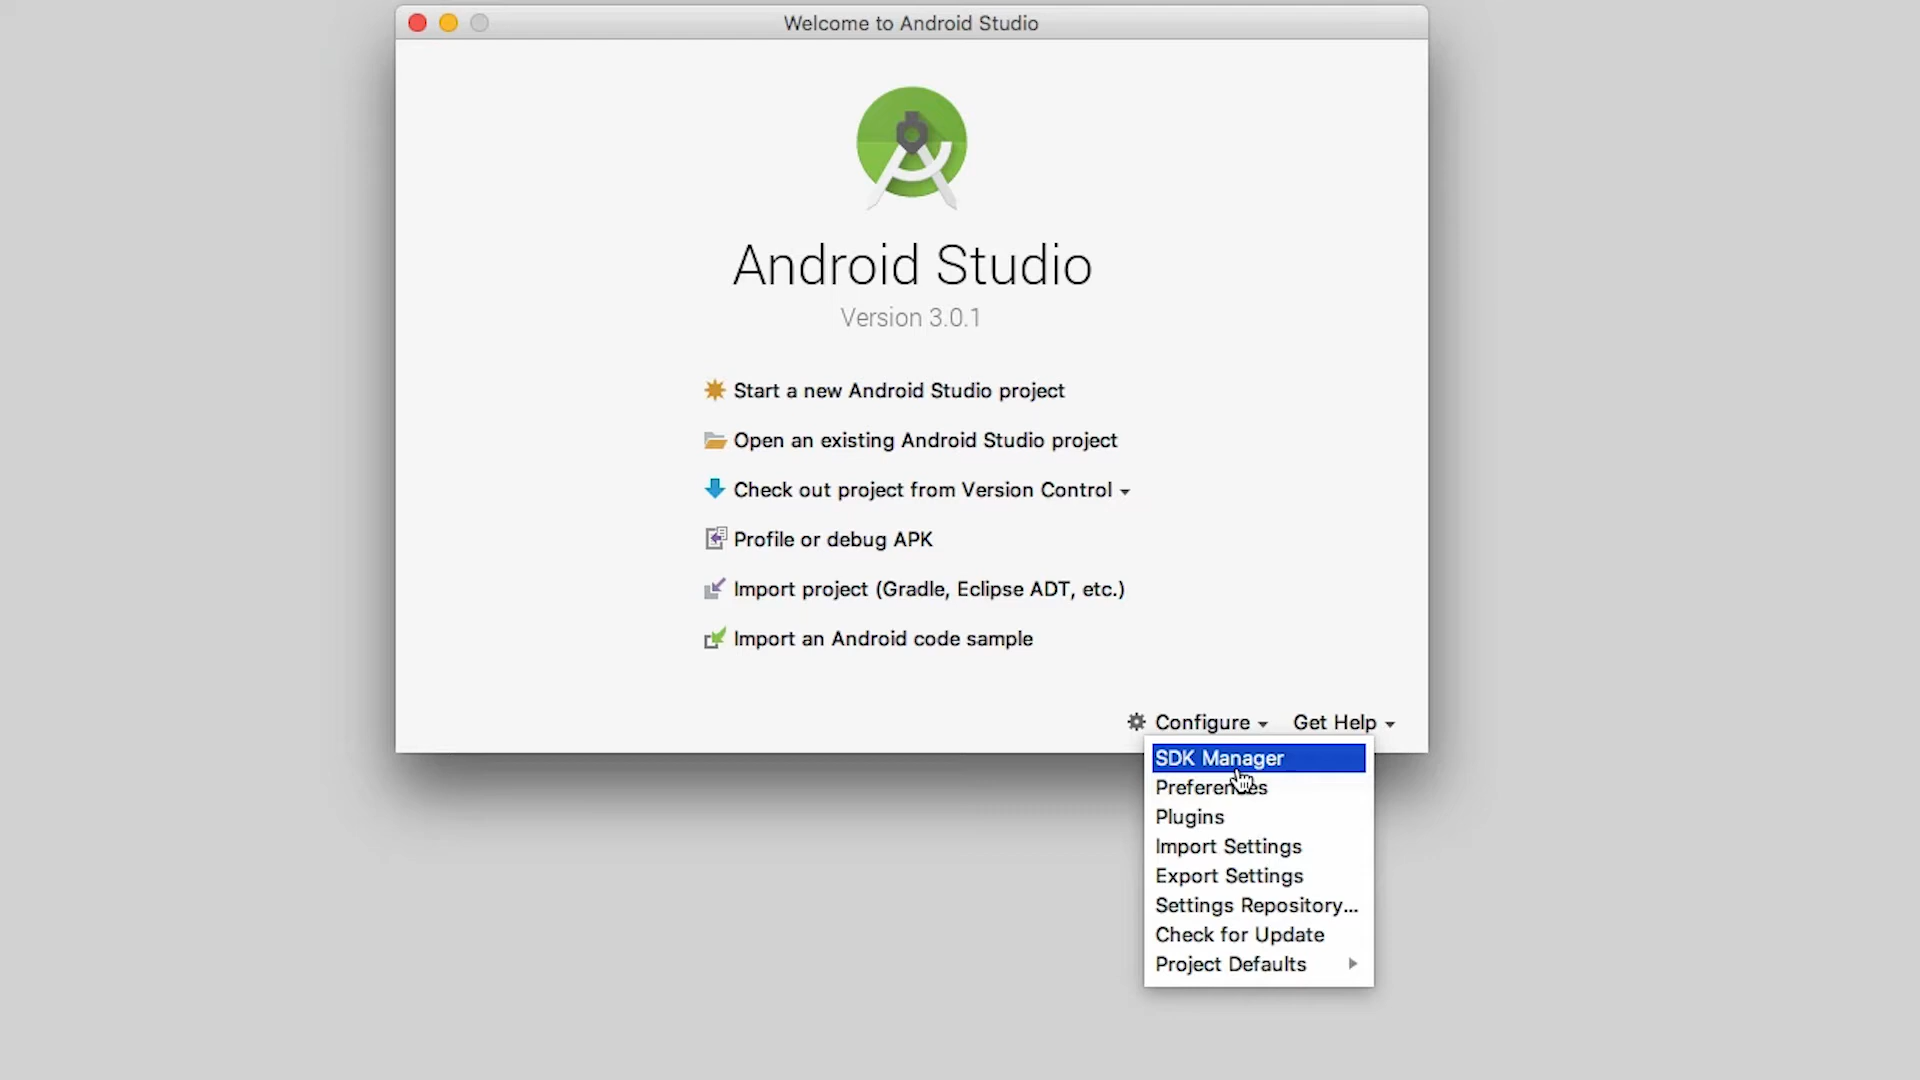 Welcome to Android Studio
Android Studio
Version 3.0.1
Start a new Android Studio project
Open an existing Android Studio project
Check out project from Version Control
Profile or debug APK
Import project (Gradle, Eclipse ADT, etc.)
Import an Android code sample
Configure Get Help
SDK Manager
Preferences
Plugins
Import Settings
Export Settings
Settings Repository...
Check for Update
Project Defaults